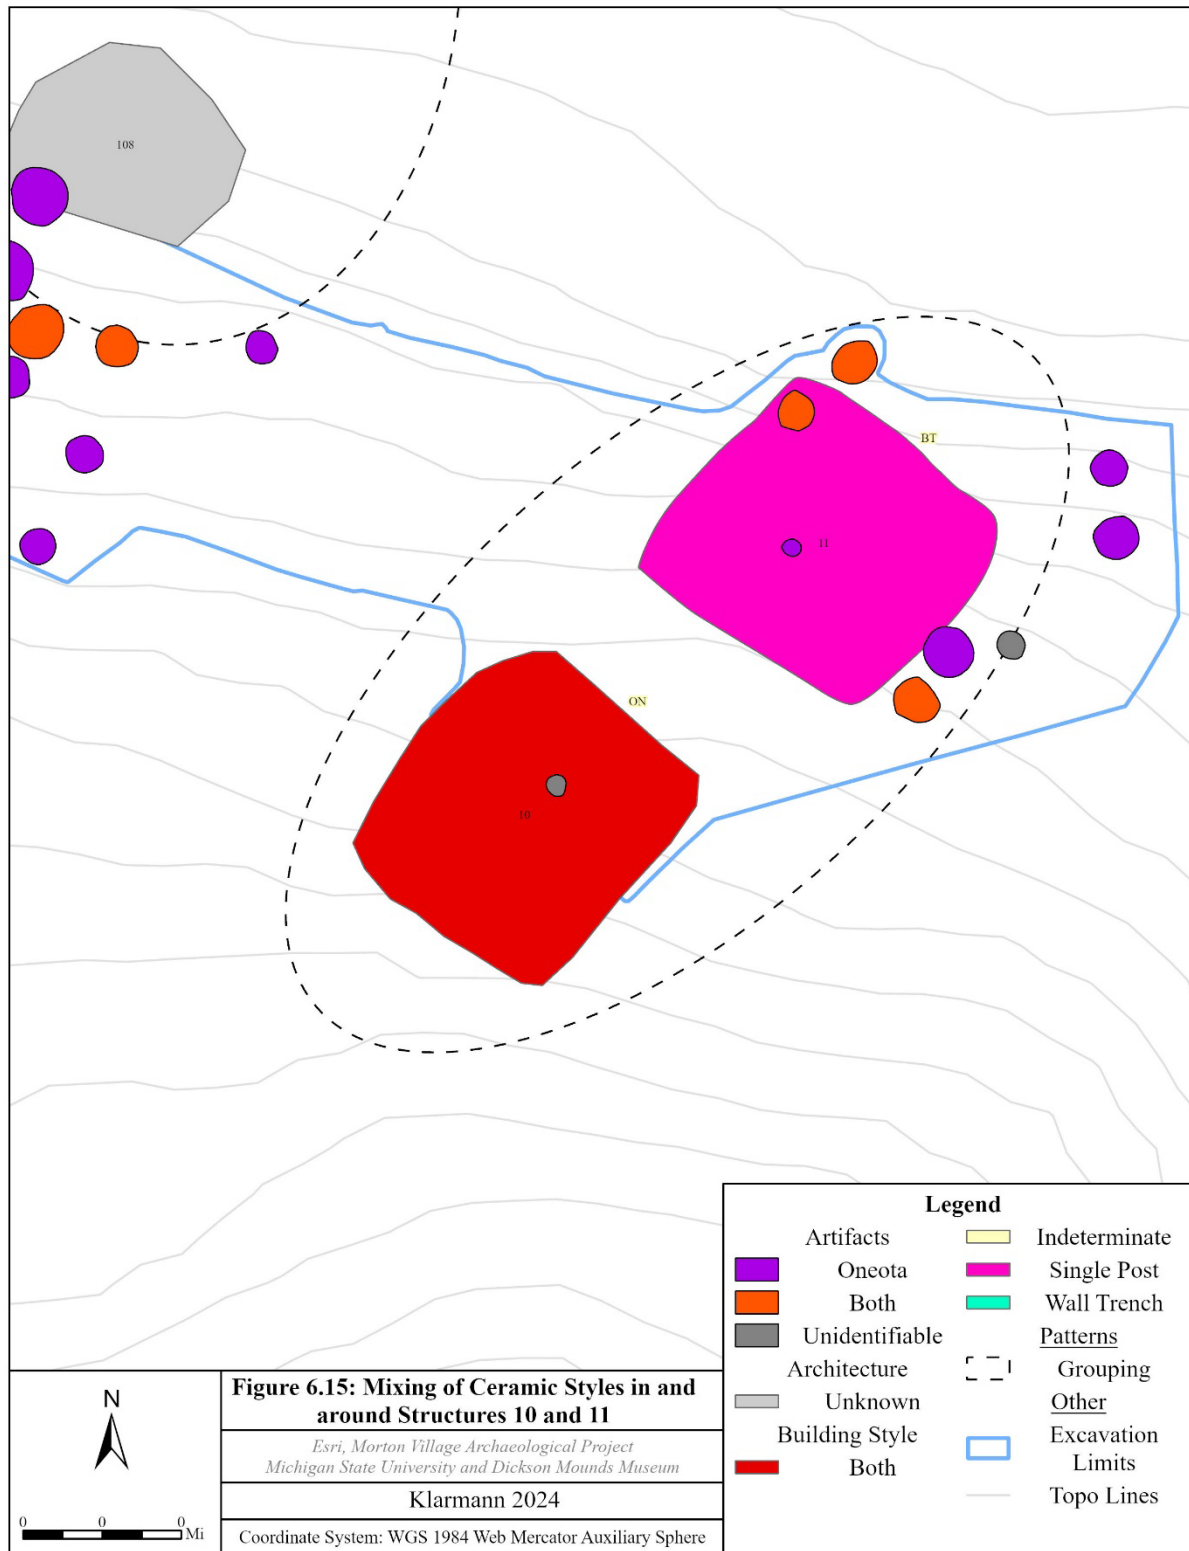 108
BT
11
ON
10
Legend
Artifacts
Oneota
Both
Unidentifiable
Architecture
Unknown
Building Style
Both
Indeterminate
Single Post
Wall Trench
Patterns
Grouping
Other
Excavation
Limits
Topo Lines
N
0 0 0
Mi
Figure 6.15: Mixing of Ceramic Styles in and
around Structures 10 and 11
Esri, Morton Village Archaeological Project
Michigan State University and Dickson Mounds Museum
Klarmann 2024
Coordinate System: WGS 1984 Web Mercator Auxiliary Sphere